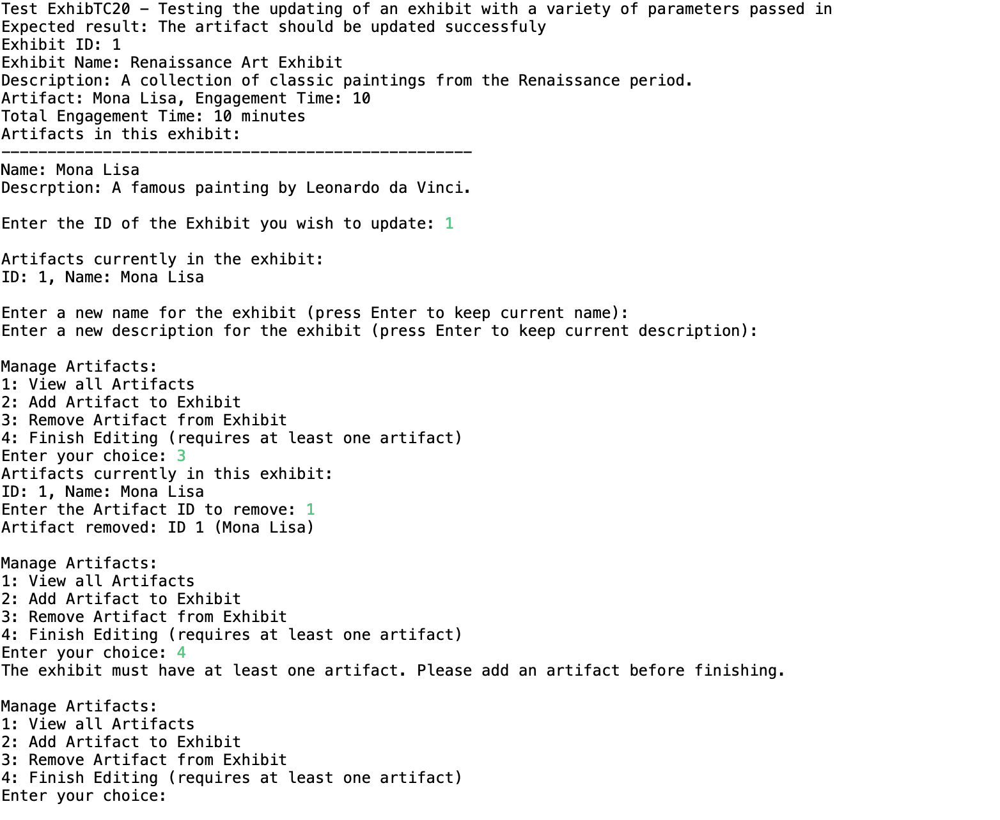 Test ExhibTC20 – Testing the updating of an exhibit with a variety of parameters passed in
Expected result: The artifact should be updated successfuly
Exhibit ID: 1
Exhibit Name: Renaissance Art Exhibit
Description: A collection of classic paintings from the Renaissance period.
Artifact: Mona Lisa, Engagement Time: 10
Total Engagement Time: 10 minutes
Artifacts in this exhibit:
---------------------------------------------------
Name: Mona Lisa
Descrption: A famous painting by Leonardo da Vinci.
Enter the ID of the Exhibit you wish to update: 1
Artifacts currently in the exhibit:
ID: 1, Name: Mona Lisa
Enter a new name for the exhibit (press Enter to keep current name):
Enter a new description for the exhibit (press Enter to keep current description):
Manage Artifacts:
1: View all Artifacts
2: Add Artifact to Exhibit
3: Remove Artifact from Exhibit
4: Finish Editing (requires at least one artifact)
Enter your choice: 3
Artifacts currently in this exhibit:
ID: 1, Name: Mona Lisa
Enter the Artifact ID to remove: 1
Artifact removed: ID 1 (Mona Lisa)
Manage Artifacts:
1: View all Artifacts
2: Add Artifact to Exhibit
3: Remove Artifact from Exhibit
4: Finish Editing (requires at least one artifact)
Enter your choice: 4
The exhibit must have at least one artifact. Please add an artifact before finishing.
Manage Artifacts:
1: View all Artifacts
2: Add Artifact to Exhibit
3: Remove Artifact from Exhibit
4: Finish Editing (requires at least one artifact)
Enter your choice: